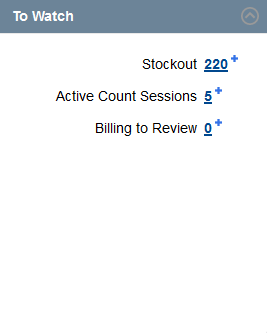 To Watch
Stockout 220 +
Active Count Sessions 5 +
Billing to Review 0 +